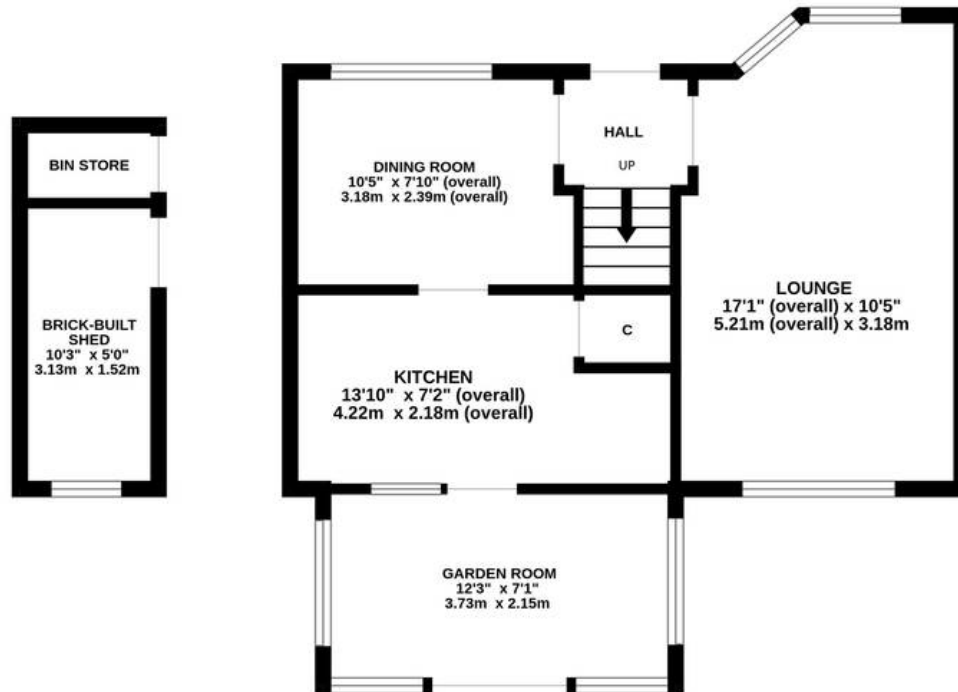 BIN STORE
BRICK-BUILT
SHED
10'3" x 5'0"
3.13m x 1.52m
DINING ROOM
10'5" x 7'10" (overall)
3.18m x 2.39m (overall)
HALL
UP
LOUNGE
17'1" (overall) x 10'5"
5.21m (overall) x 3.18m
C
KITCHEN
13'10" x 7'2" (overall)
4.22m x 2.18m (overall)
GARDEN ROOM
12'3" x 7'1"
3.73m x 2.15m